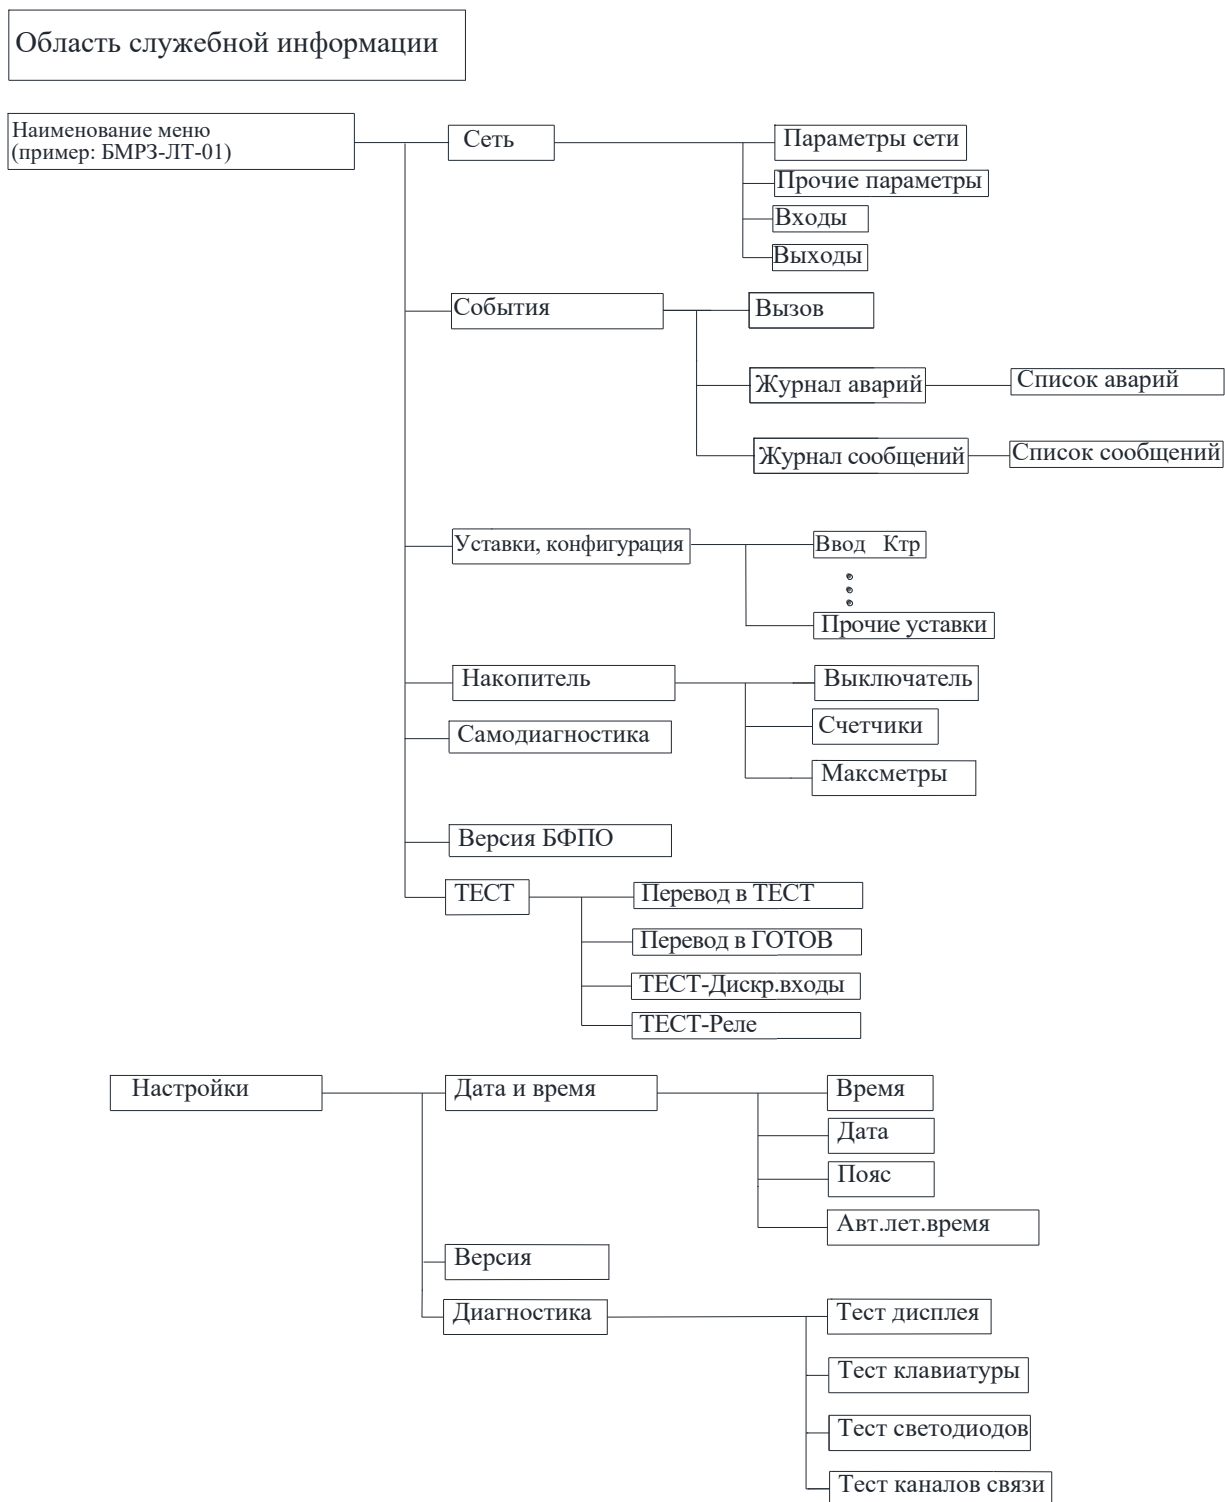 Область служебной информации
Наименование меню
(пример: БМРЗ-ЛТ-01)
Сеть
Параметры сети
Прочие параметры
Входы
Выходы
События
Вызов
Журнал аварий
Список аварий
Журнал сообщений
Список сообщений
Уставки, конфигурация
Ввод Ктр
Прочие уставки
Накопитель
Выключатель
Счетчики
Максметры
Самодиагностика
Версия БФПО
ТЕСТ
Перевод в ТЕСТ
Перевод в ГОТОВ
ТЕСТ-Дискр.входы
ТЕСТ-Реле
Настройки
Дата и время
Время
Дата
Пояс
Авт.лет.время
Версия
Диагностика
Тест дисплея
Тест клавиатуры
Тест светодиодов
Тест каналов связи